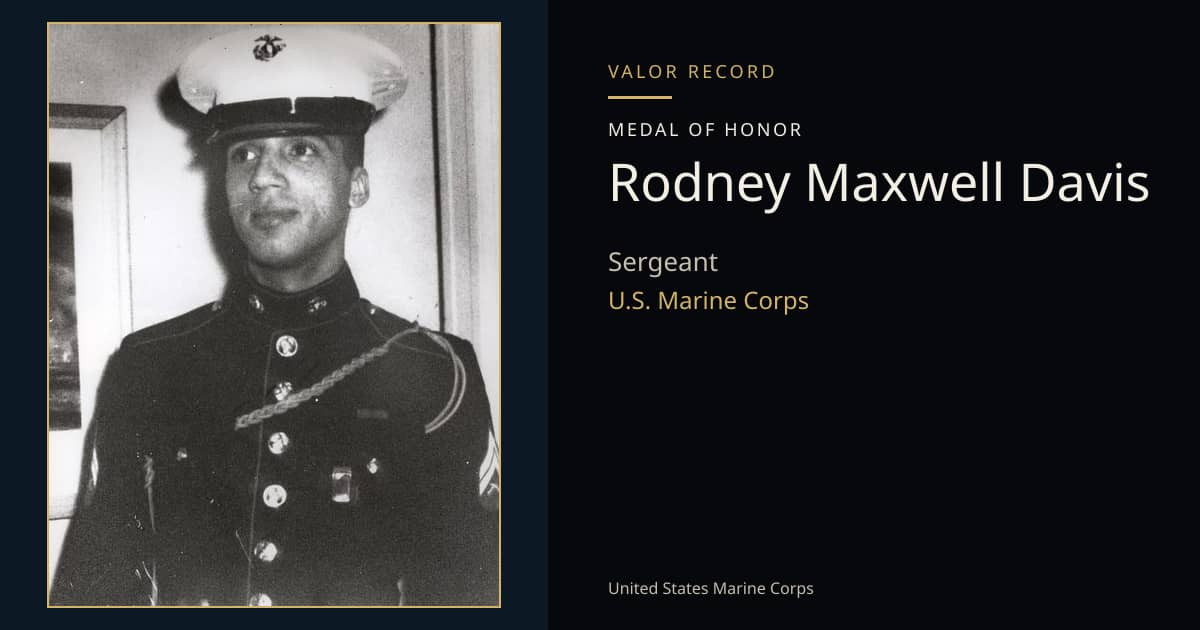 VALOR RECORD
MEDAL OF HONOR
Rodney Maxwell Davis
Sergeant
U.S. Marine Corps
United States Marine Corps